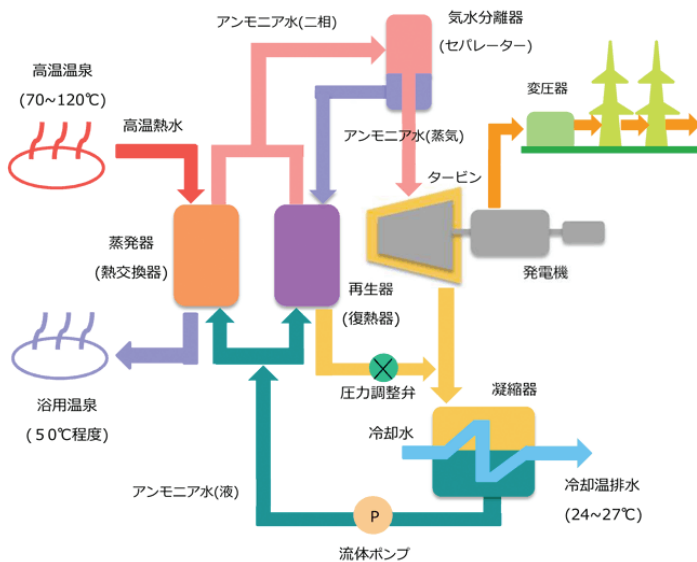 アンモニア水(二相)
気水分離器
(セパレーター)
高温温泉
(70~120℃)
変圧器
高温熱水
アンモニア水(蒸気)
タービン
蒸発器
(熱交換器)
再生器
(復熱器)
発電機
浴用温泉
(50℃程度)
圧力調整弁
凝縮器
冷却水
アンモニア水(液)
冷却温排水
(24~27℃)
P
流体ポンプ